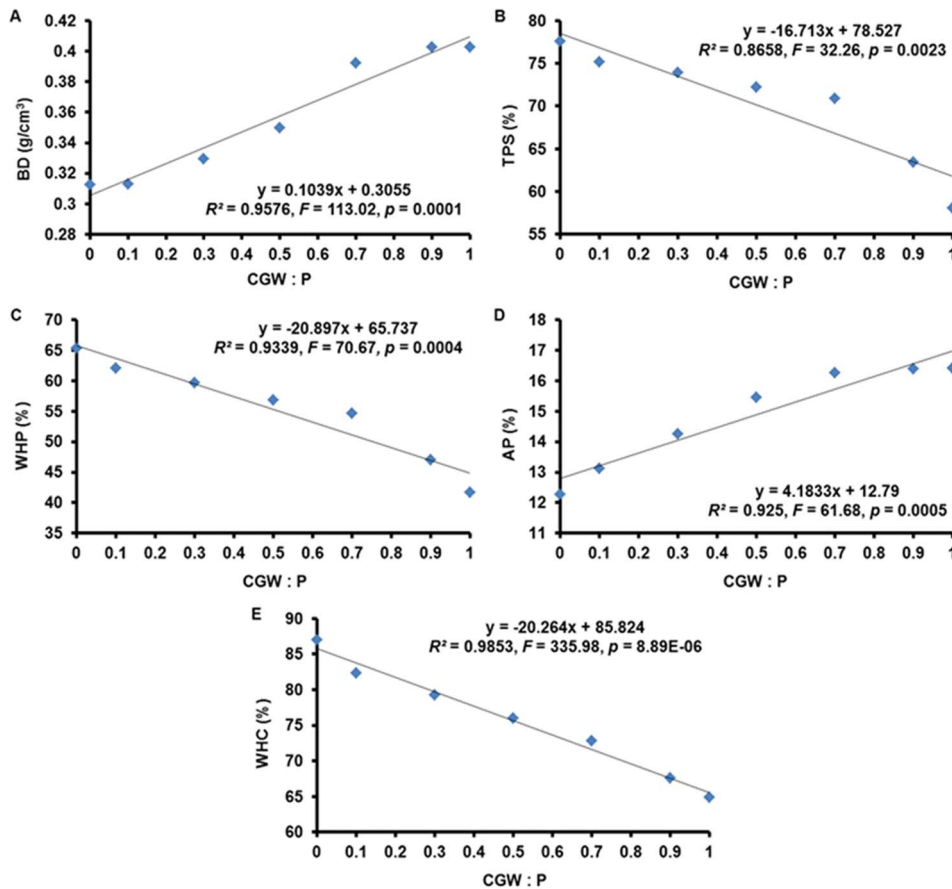 A
BD (g/cm³)
0.42
0.4
0.38
0.36
0.34
0.32
0.3
0.28
y = 0.1039x + 0.3055
R² = 0.9576, F = 113.02, p = 0.0001
0 0.1 0.2 0.3 0.4 0.5 0.6 0.7 0.8 0.9 1
CGW : P
B
TPS (%)
80
75
70
65
60
55
y = -16.713x + 78.527
R² = 0.8658, F = 32.26, p = 0.0023
0 0.1 0.2 0.3 0.4 0.5 0.6 0.7 0.8 0.9 1
CGW : P
C
WHP (%)
70
65
60
55
50
45
40
35
y = -20.897x + 65.737
R² = 0.9339, F = 70.67, p = 0.0004
0 0.1 0.2 0.3 0.4 0.5 0.6 0.7 0.8 0.9 1
CGW : P
D
AP (%)
18
17
16
15
14
13
12
11
y = 4.1833x + 12.79
R² = 0.925, F = 61.68, p = 0.0005
0 0.1 0.2 0.3 0.4 0.5 0.6 0.7 0.8 0.9 1
CGW : P
E
WHC (%)
90
85
80
75
70
65
60
y = -20.264x + 85.824
R² = 0.9853, F = 335.98, p = 8.89E-06
0 0.1 0.2 0.3 0.4 0.5 0.6 0.7 0.8 0.9 1
CGW : P